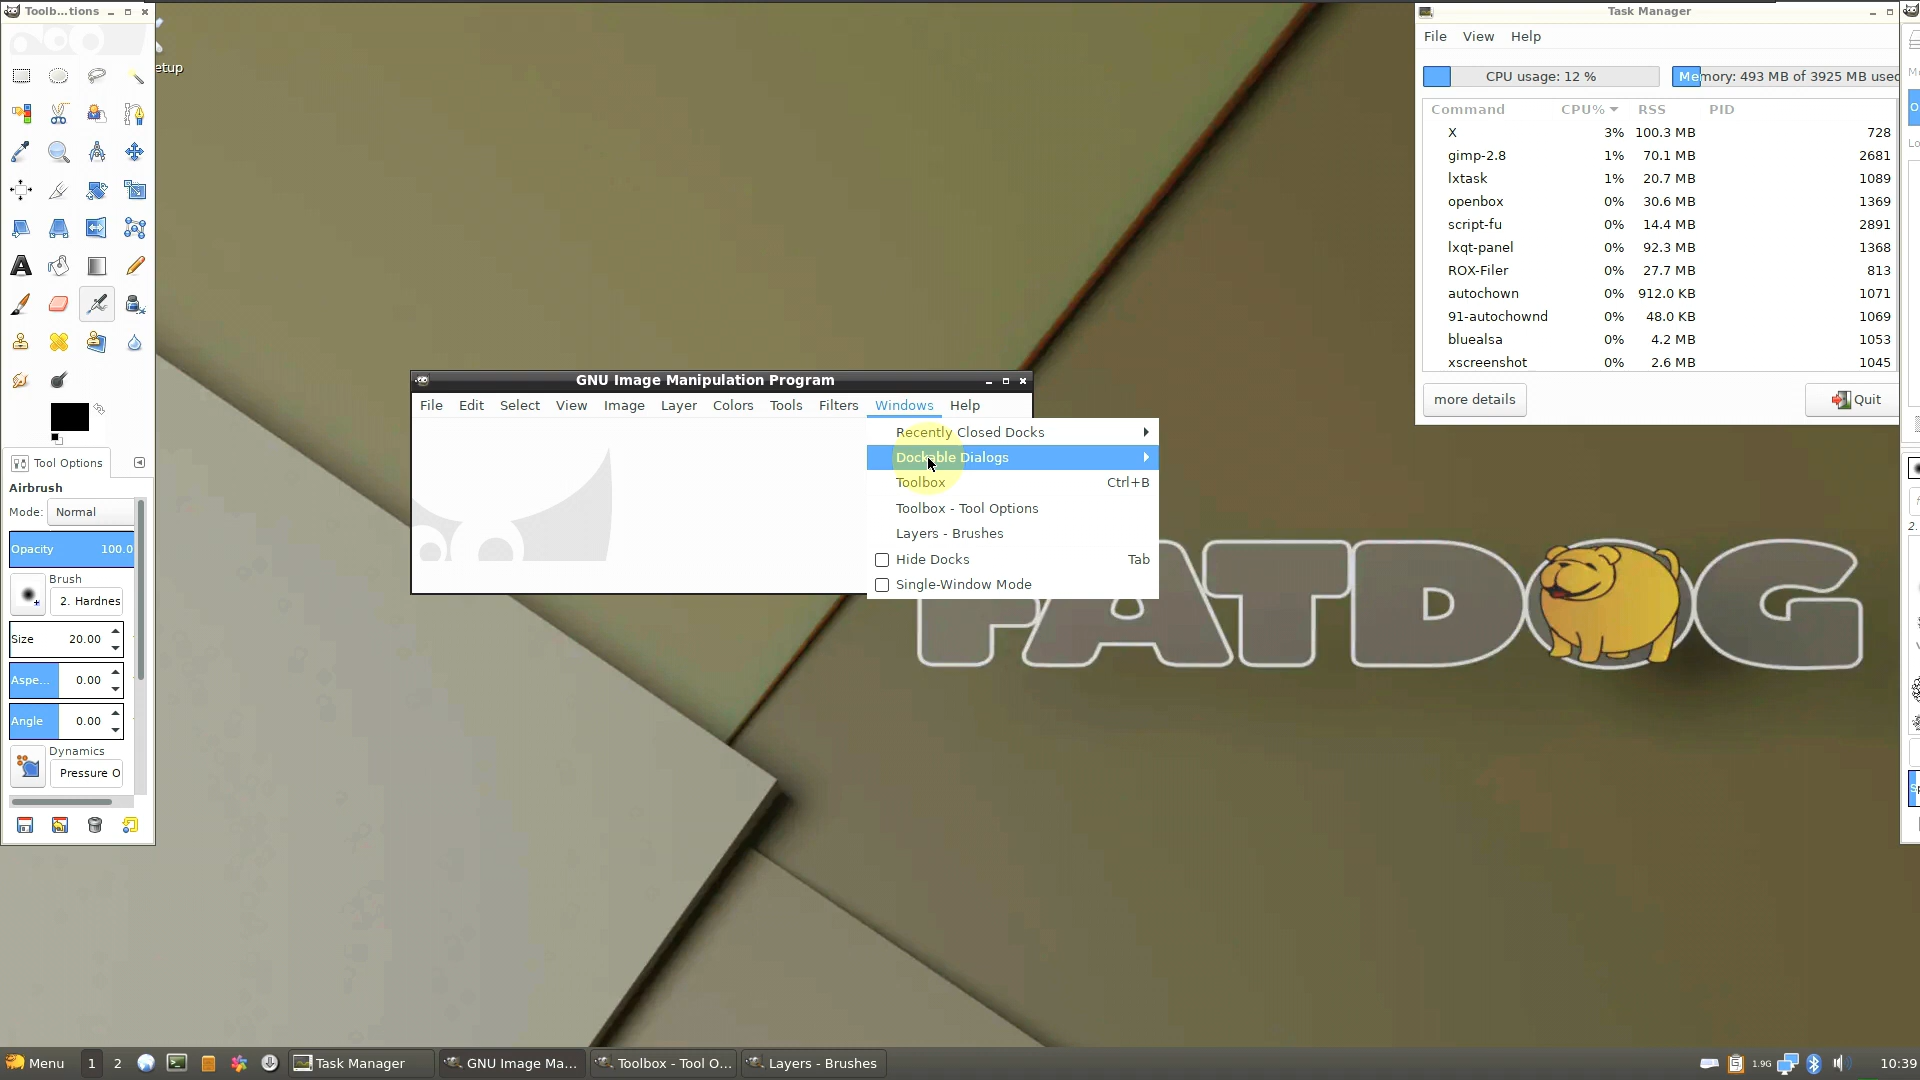 Toolb...tions
etup
Tool Options
Airbrush
Mode: Normal
Opacity 100.0
Brush
2. Hardnes
Size 20.00
Aspe... 0.00
Angle 0.00
Dynamics
Pressure O
GNU Image Manipulation Program
File Edit Select View Image Layer Colors Tools Filters Windows Help
Recently Closed Docks
Dockable Dialogs
Toolbox Ctrl+B
Toolbox - Tool Options
Layers - Brushes
Hide Docks Tab
Single-Window Mode
FATDOG
Task Manager
File View Help
CPU usage: 12 % Memory: 493 MB of 3925 MB used
Command CPU% RSS PID
X 3% 100.3 MB 728
gimp-2.8 1% 70.1 MB 2681
lxtask 1% 20.7 MB 1089
openbox 0% 30.6 MB 1369
script-fu 0% 14.4 MB 2891
lxqt-panel 0% 92.3 MB 1368
ROX-Filer 0% 27.7 MB 813
autochown 0% 912.0 KB 1071
91-autochownd 0% 48.0 KB 1069
bluealsa 0% 4.2 MB 1053
xscreenshot 0% 2.6 MB 1045
more details Quit
Lo
2.
Menu 1 2 Task Manager GNU Image Ma... Toolbox - Tool O... Layers - Brushes 1.9G 10:39